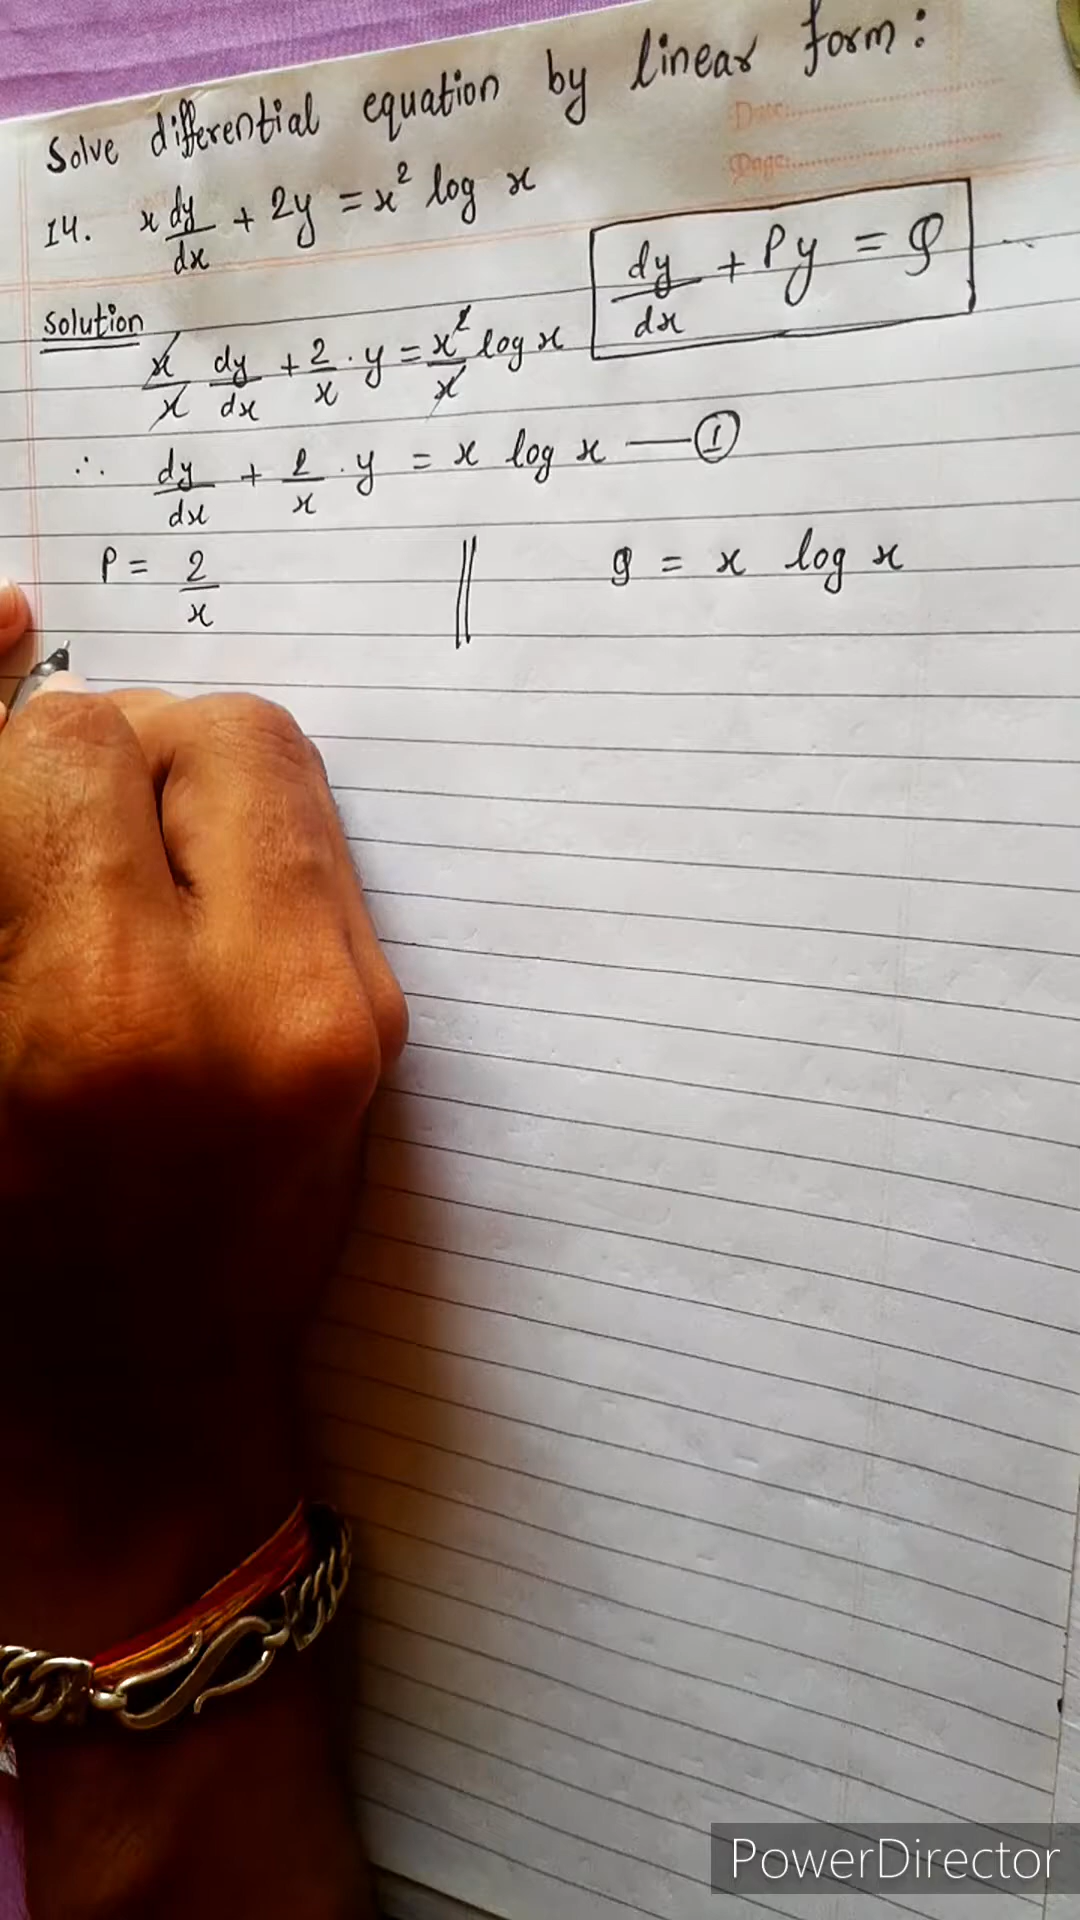 Solve differential equation by linear form:
Date:
Page:
14. x dy/dx + 2y = x² log x
dy/dx + Py = Q
Solution
x/x dy/dx + 2/x · y = x²/x log x
∴ dy/dx + 2/x · y = x log x —①
P = 2/x || Q = x log x
PowerDirector